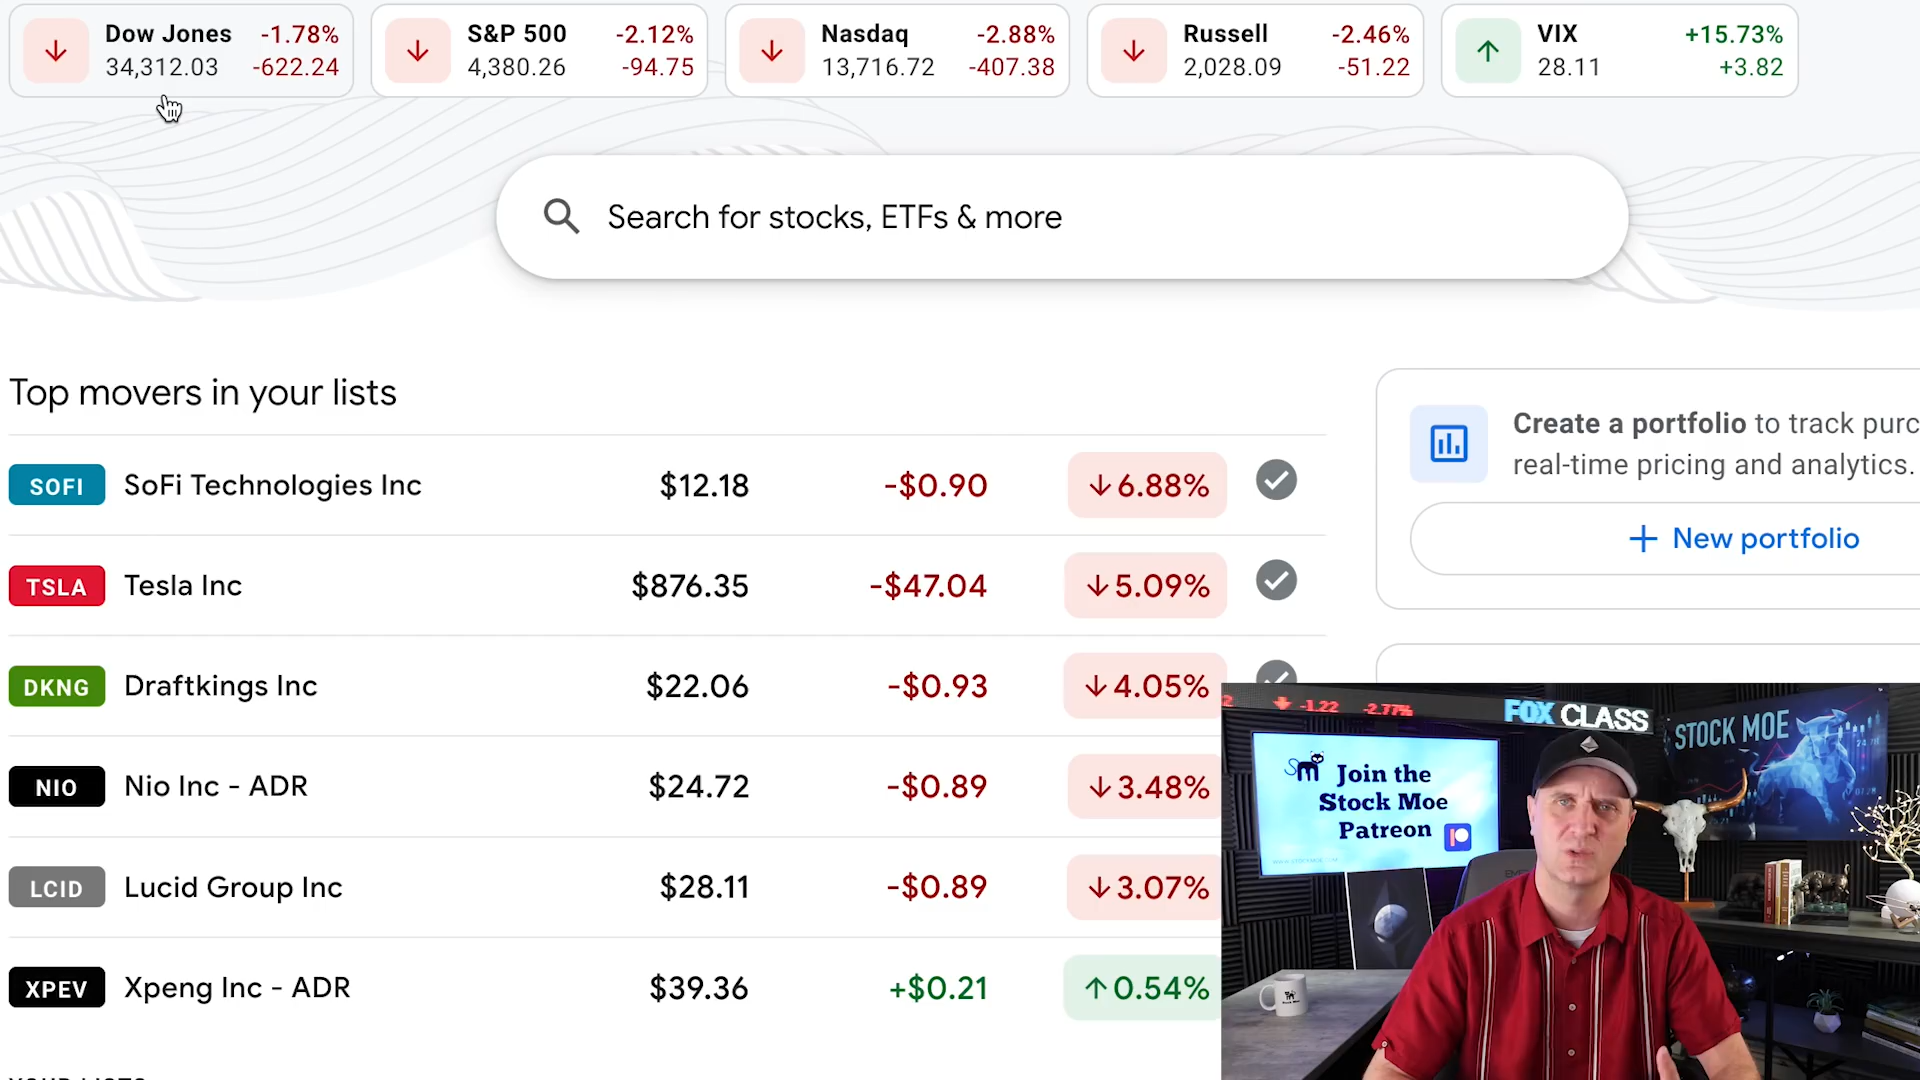 Dow Jones -1.78%
34,312.03 -622.24
S&P 500 -2.12%
4,380.26 -94.75
Nasdaq -2.88%
13,716.72 -407.38
Russell -2.46%
2,028.09 -51.22
VIX +15.73%
28.11 +3.82
Search for stocks, ETFs & more
Top movers in your lists
SOFI SoFi Technologies Inc $12.18 -$0.90 ↓6.88%
TSLA Tesla Inc $876.35 -$47.04 ↓5.09%
DKNG Draftkings Inc $22.06 -$0.93 ↓4.05%
NIO Nio Inc - ADR $24.72 -$0.89 ↓3.48%
LCID Lucid Group Inc $28.11 -$0.89 ↓3.07%
XPEV Xpeng Inc - ADR $39.36 +$0.21 ↑0.54%
Create a portfolio to track purc
real-time pricing and analytics.
+ New portfolio
-1.22 -2.77%
FOX CLASS
STOCK MOE
Join the
Stock Moe
Patreon
YOUR LISTS